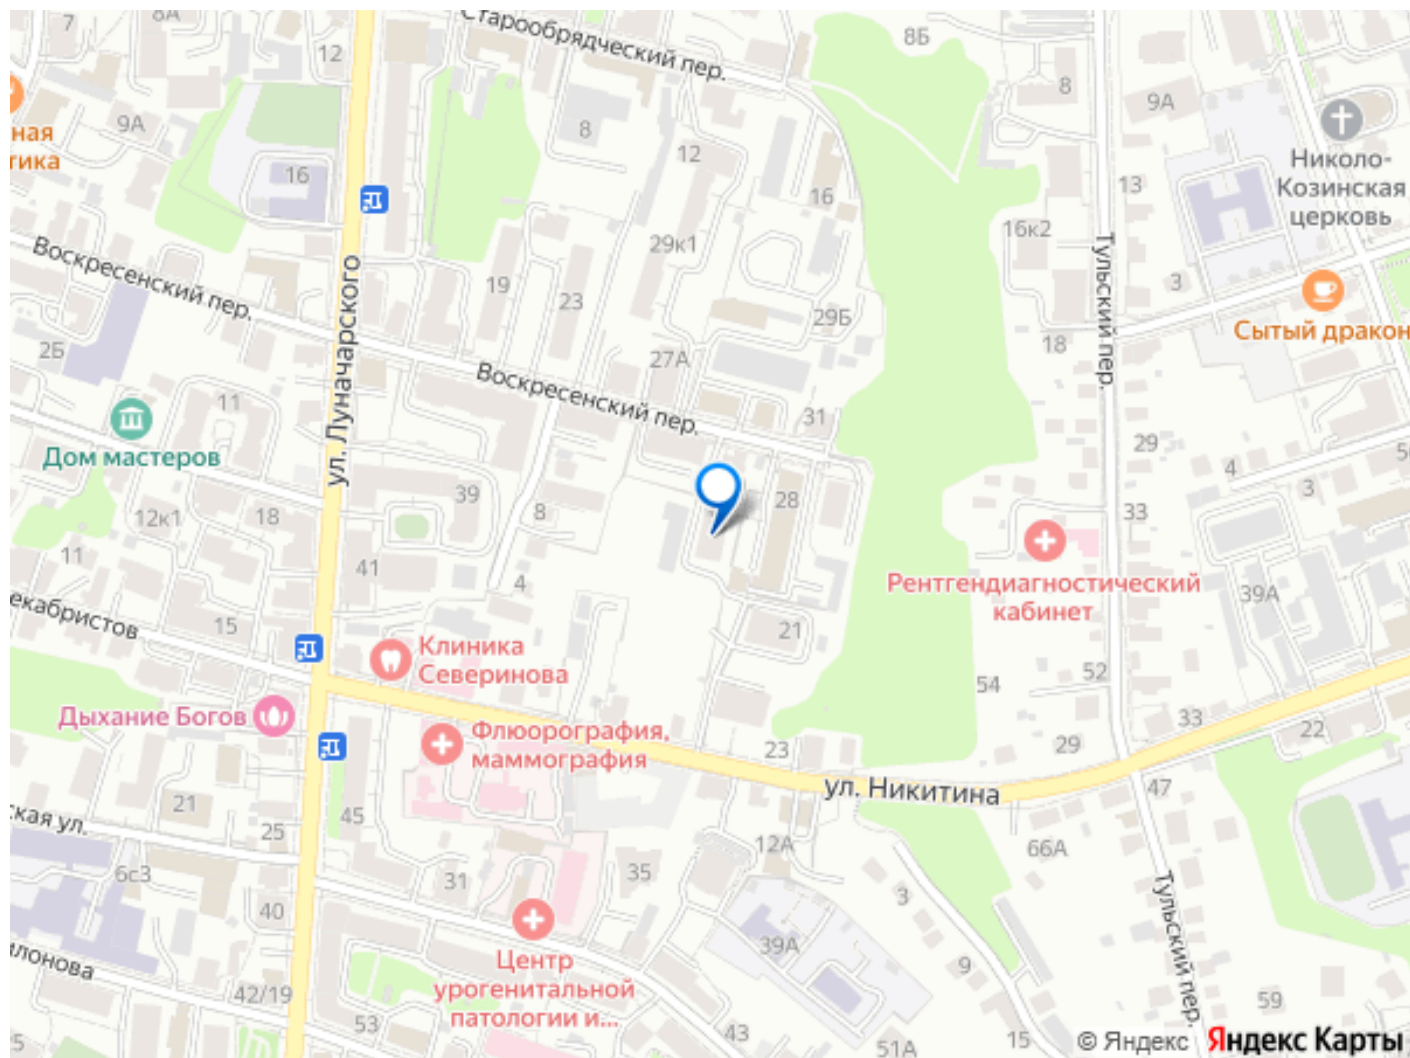 7
8А
12
Старообрядческий пер.
8Б
8
9А
9А
ная
тика
8
12
16
16
13
Николо-
Козинская
церковь
16к2
29к1
Тульский пер.
3
Воскресенский пер.
19
23
29Б
Сытый дракон
18
2Б
ул. Луначарского
27А
Воскресенский пер.
11
31
Дом мастеров
29
4
3
39
28
12к1
18
8
33
11
41
4
Рентгендиагностический
кабинет
39А
екабристов
15
21
Клиника
Северинова
52
54
Дыхание Богов
Флюорография,
маммография
23
29
33
22
ул. Никитина
47
21
45
ская ул.
25
12А
66А
6с3
31
35
3
Тульский пер.
40
39А
Центр
урогенитальной
патологии и...
9
илонова
42/19
53
43
59
5
51А
15
© Яндекс Яндекс Карты